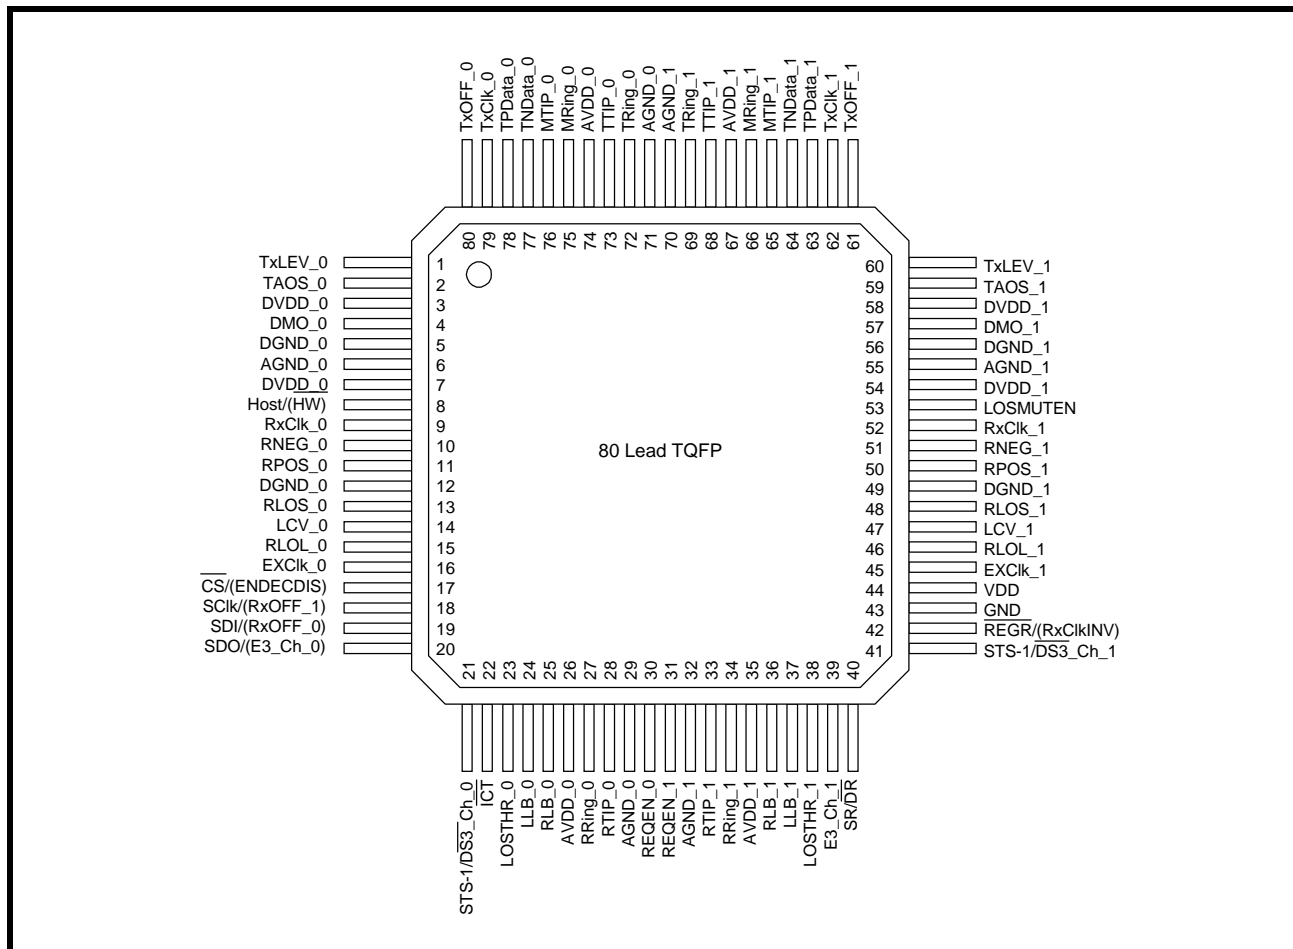 TxOFF_0
TxClk_0
TPData_0
TNData_0
MTIP_0
MRing_0
AVDD_0
TTIP_0
TRing_0
AGND_0
AGND_1
TRing_1
TTIP_1
AVDD_1
MRing_1
MTIP_1
TNData_1
TPData_1
TxClk_1
TxOFF_1
80
79
78
77
76
75
74
73
72
71
70
69
68
67
66
65
64
63
62
61
TxLEV_0 1
TAOS_0 2
DVDD_0 3
DMO_0 4
DGND_0 5
AGND_0 6
DVDD_0 7
Host/(HW) 8
RxClk_0 9
RNEG_0 10
RPOS_0 11
DGND_0 12
RLOS_0 13
LCV_0 14
RLOL_0 15
EXClk_0 16
CS/(ENDECDIS) 17
SClk/(RxOFF_1) 18
SDI/(RxOFF_0) 19
SDO/(E3_Ch_0) 20
80 Lead TQFP
60 TxLEV_1
59 TAOS_1
58 DVDD_1
57 DMO_1
56 DGND_1
55 AGND_1
54 DVDD_1
53 LOSMUTEN
52 RxClk_1
51 RNEG_1
50 RPOS_1
49 DGND_1
48 RLOS_1
47 LCV_1
46 RLOL_1
45 EXClk_1
44 VDD
43 GND
42 REGR/(RxClkINV)
41 STS-1/DS3_Ch_1
21
22
23
24
25
26
27
28
29
30
31
32
33
34
35
36
37
38
39
40
STS-1/DS3_Ch_0
ICT
LOSTHR_0
LLB_0
RLB_0
AVDD_0
RRing_0
RTIP_0
AGND_0
REQEN_0
REQEN_1
AGND_1
RTIP_1
RRing_1
AVDD_1
RLB_1
LLB_1
LOSTHR_1
E3_Ch_1
SR/DR